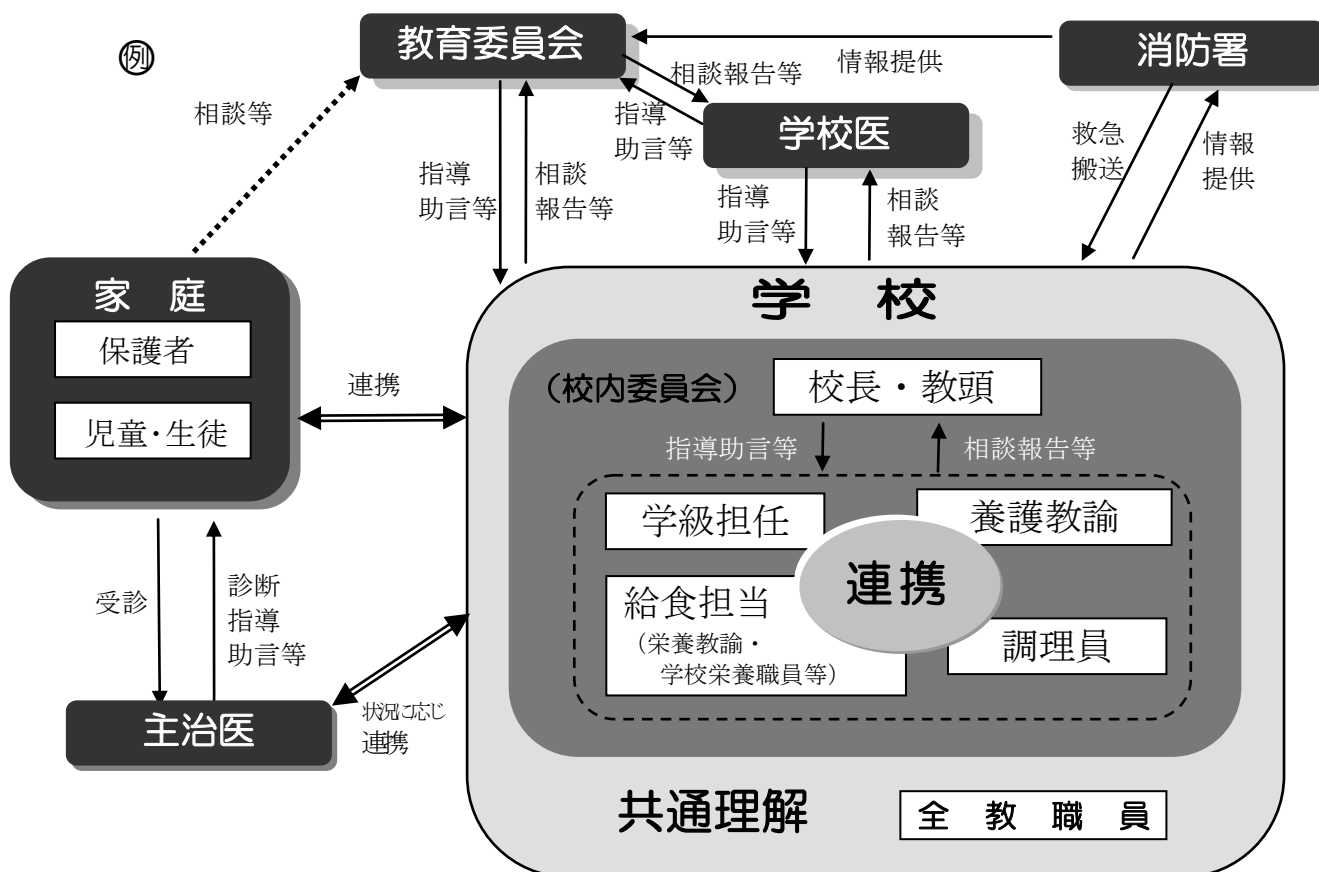 例
教育委員会
消防署
情報提供
相談報告等
指導
助言等
学校医
相談等
救急
搬送
情報
提供
指導
助言等
相談
報告等
指導
助言等
相談
報告等
家 庭
保護者
児童・生徒
連携
学 校
（校内委員会）
校長・教頭
指導助言等
相談報告等
学級担任
養護教諭
連携
給食担当
（栄養教諭・
学校栄養職員等）
調理員
受診
診断
指導
助言等
主治医
状況に応じ
連携
共通理解
全 教 職 員